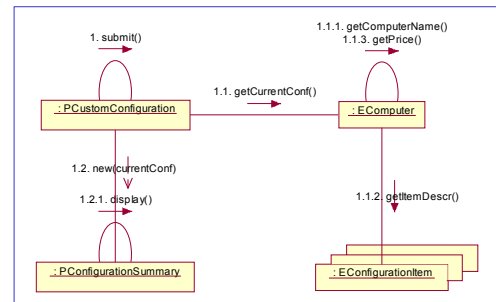 1. submit()
1.1.1. getComputerName()
1.1.3. getPrice()
1.1. getCurrentConf()
: PCustomConfiguration
: EComputer
1.2. new(currentConf)
1.2.1. display()
1.1.2. getItemDescr()
: PConfigurationSummary
: EConfigurationItem